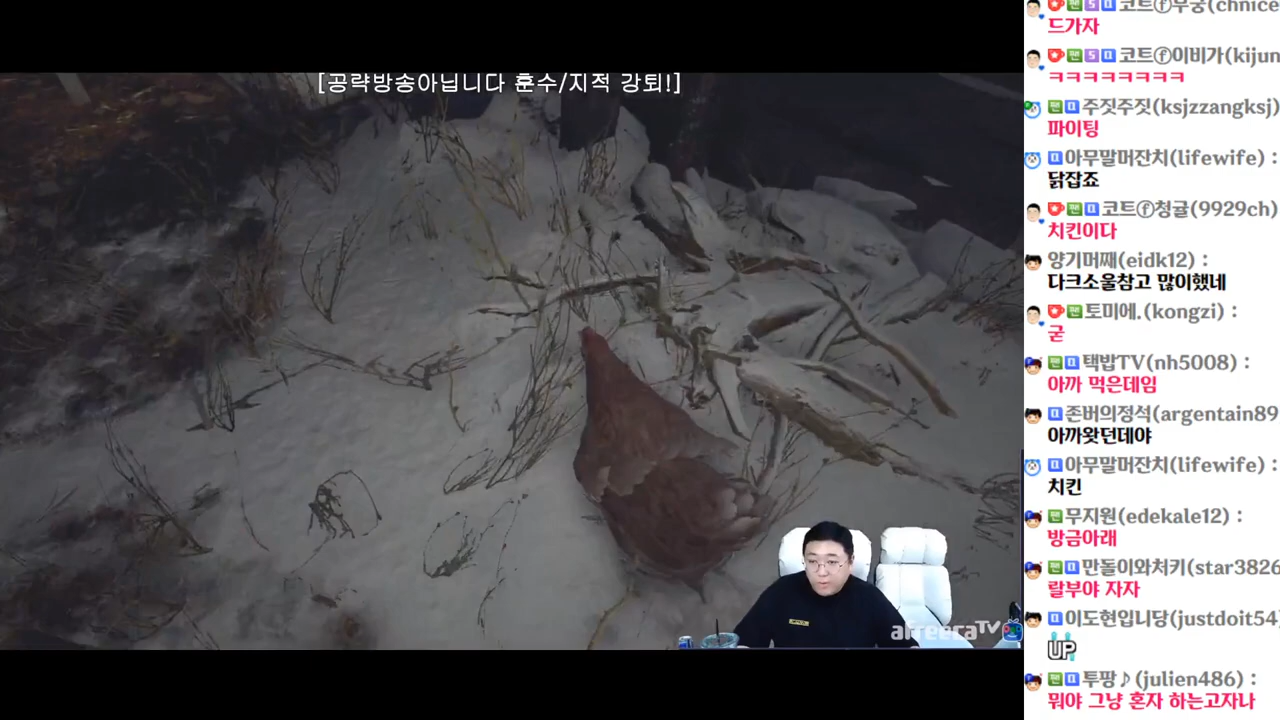 [공략방송아닙니다 훈수/지적 강퇴!]
afreecaTV
코트ⓕ무궁(chnice
드가자
코트ⓕ이비가(kijun
ㅋㅋㅋㅋㅋㅋㅋㅋ
주짓주짓(ksjzzangksj)
파이팅
아무말머잔치(lifewife) :
닭잡죠
코트ⓕ청귤(9929ch)
치킨이다
양기머째(eidk12) :
다크소울참고 많이했네
토미에.(kongzi) :
굳
택밥TV(nh5008) :
아까 먹은데임
존버의정석(argentain89
아까왓던데야
아무말머잔치(lifewife) :
치킨
무지원(edekale12) :
방금아래
만돌이와처키(star3826
랄부야 자자
이도현입니당(justdoit54)
UP
투팡♪(julien486) :
뭐야 그냥 혼자 하는고자나